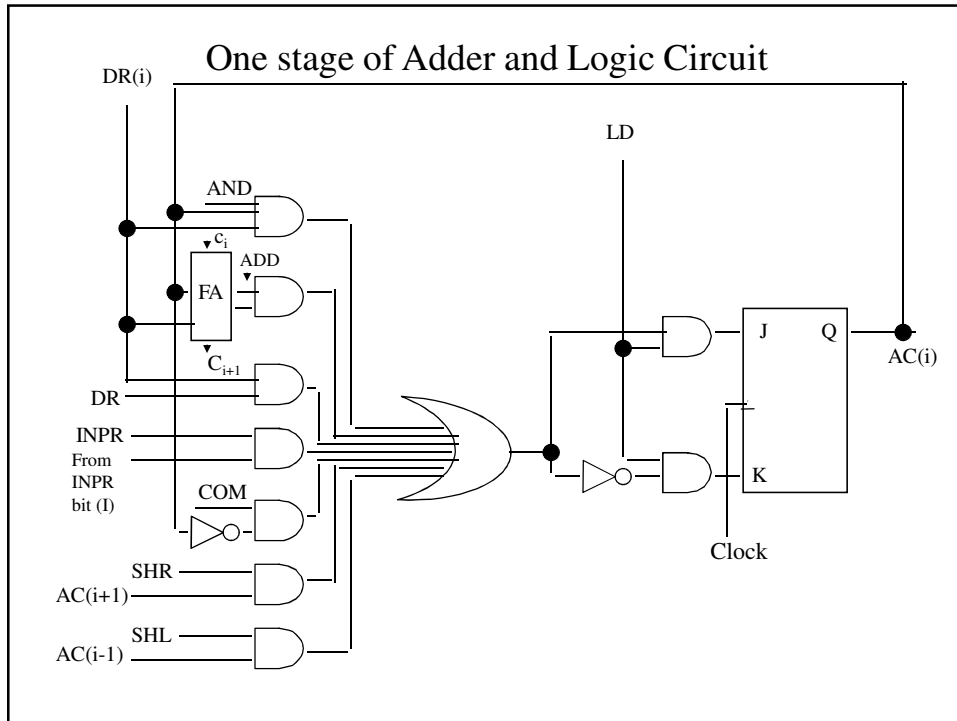 One stage of Adder and Logic Circuit
DR(i)
LD
AND
cᵢ
ADD
FA
Cᵢ₊₁
DR
INPR
From
INPR
bit (I)
COM
SHR
AC(i+1)
SHL
AC(i-1)
J
Q
K
AC(i)
Clock